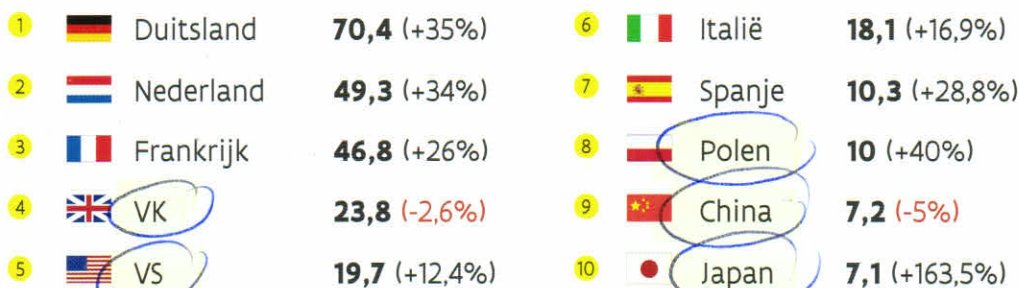 1 Duitsland 70,4 (+35%)
2 Nederland 49,3 (+34%)
3 Frankrijk 46,8 (+26%)
4 VK 23,8 (-2,6%)
5 VS 19,7 (+12,4%)
6 Italië 18,1 (+16,9%)
7 Spanje 10,3 (+28,8%)
8 Polen 10 (+40%)
9 China 7,2 (-5%)
10 Japan 7,1 (+163,5%)